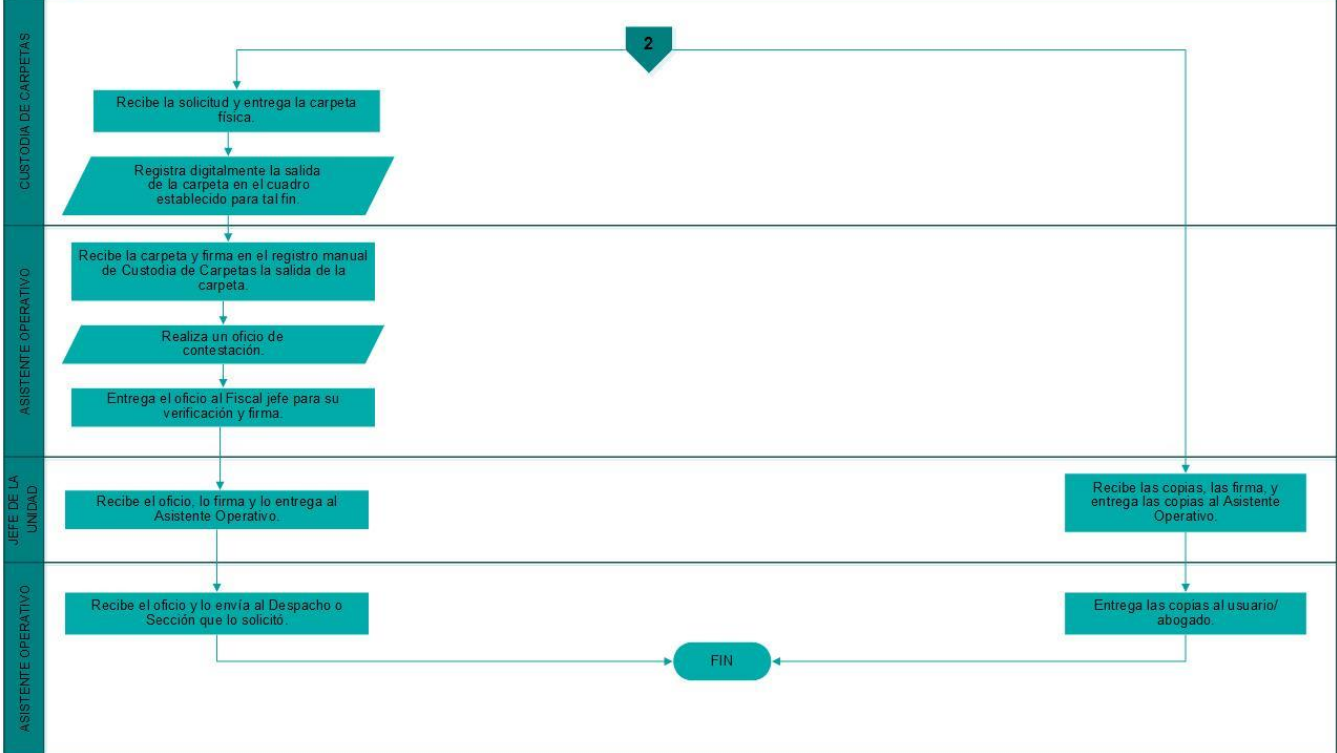 CUSTODIA DE CARPETAS
2
Recibe la solicitud y entrega la carpeta
física.
Registra digitalmente la salida
de la carpeta en el cuadro
establecido para tal fin.
ASISTENTE OPERATIVO
Recibe la carpeta y firma en el registro manual
de Custodia de Carpetas la salida de la
carpeta.
Realiza un oficio de
contestación.
Entrega el oficio al Fiscal jefe para su
verificación y firma.
JEFE DE LA
UNIDAD
Recibe el oficio, lo firma y lo entrega al
Asistente Operativo.
Recibe las copias, las firma, y
entrega las copias al Asistente
Operativo.
ASISTENTE OPERATIVO
Recibe el oficio y lo envía al Despacho o
Sección que lo solicitó.
Entrega las copias al usuario/
abogado.
FIN